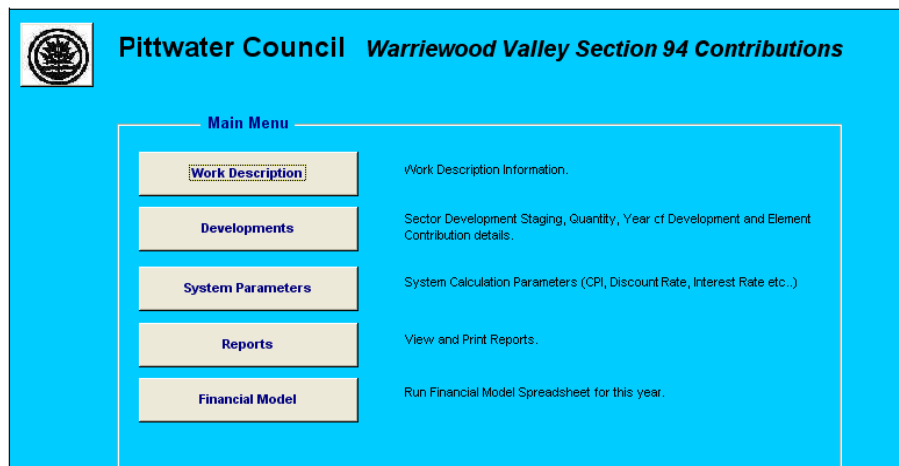 Pittwater Council Warriewood Valley Section 94 Contributions
Main Menu
Work Description
Work Description Information.
Developments
Sector Development Staging, Quantity, Year of Development and Element
Contribution details.
System Parameters
System Calculation Parameters (CPI, Discount Rate, Interest Rate etc..)
Reports
View and Print Reports.
Financial Model
Run Financial Model Spreadsheet for this year.